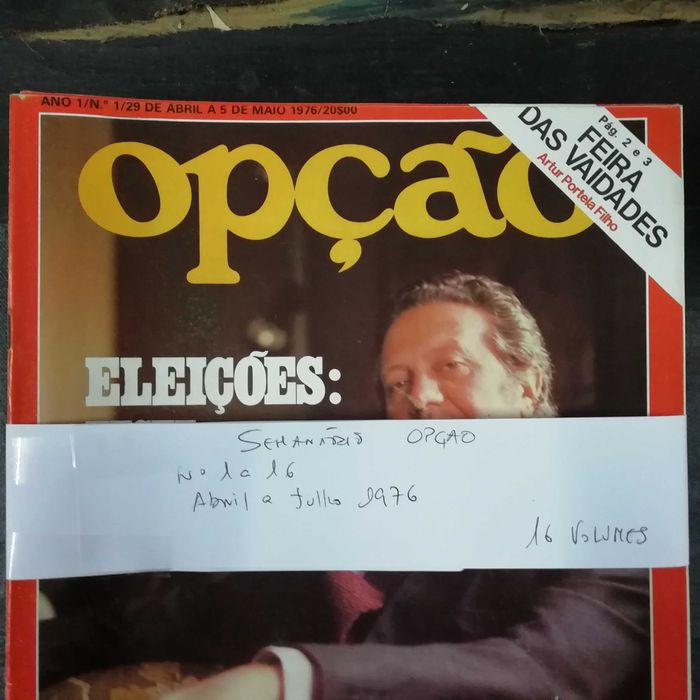 ANO 1/N.º 1/29 DE ABRIL A 5 DE MAIO 1976/20$00
opção
Pág. 2 e 3
FEIRA
DAS VAIDADES
Artur Portela Filho
ELEIÇÕES:
SEMANÁRIO OPÇAO
Nº 1 a 16
Abril a Julho 1976
16 VOLUMES